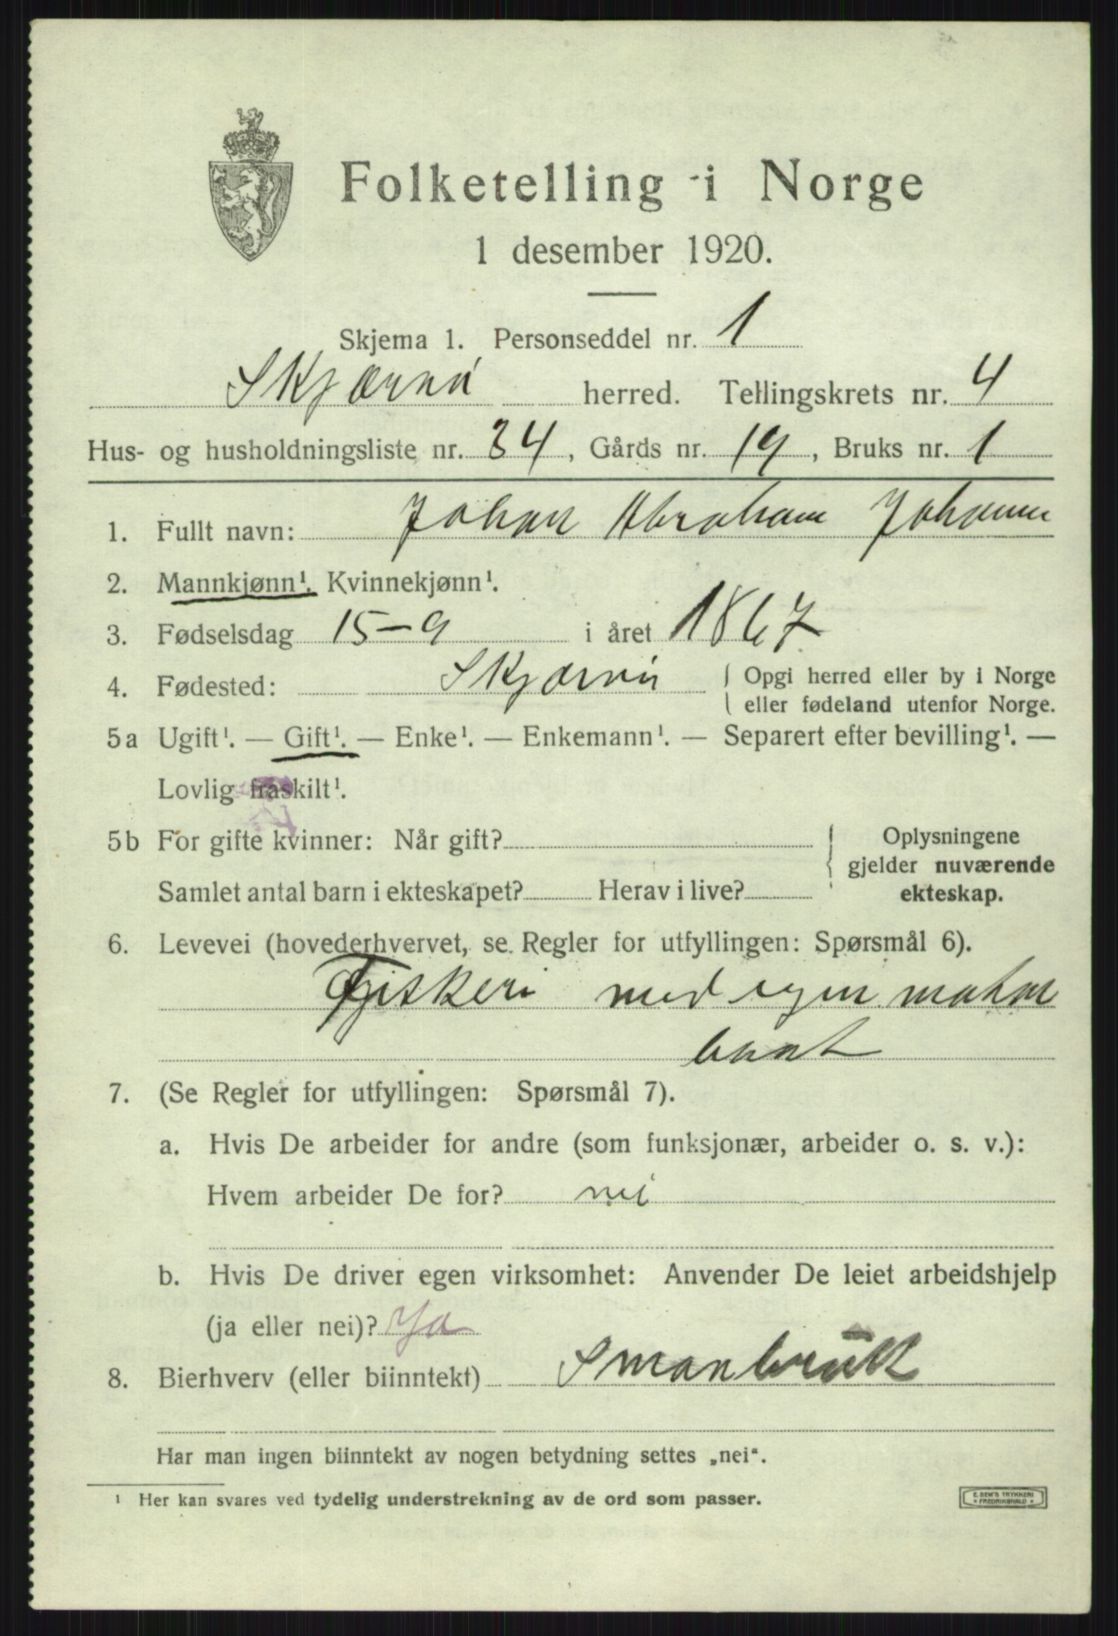 Folketelling i Norge
1 desember 1920.
Skjema 1. Personseddel nr. 1
Skjærvø herred. Tellingskrets nr. 4
Hus- og husholdningsliste nr. 34, Gårds nr. 19, Bruks nr. 1
1. Fullt navn: Johan Abraham
2. Mannkjønn¹. Kvinnekjønn¹.
3. Fødselsdag 15-9 i året 1867
4. Fødested: Skjærvø { Opgi herred eller by i Norge
eller fødeland utenfor Norge.
5a Ugift¹. — Gift¹. — Enke¹. — Enkemann¹. — Separert efter bevilling¹. —
Lovlig fraskilt¹.
5b For gifte kvinner: Når gift?
Samlet antal barn i ekteskapet? Herav i live?
Oplysningene
gjelder nuværende
ekteskap.
6. Levevei (hovederhvervet, se Regler for utfyllingen: Spørsmål 6).
Fiskeri med egen
baat
7. (Se Regler for utfyllingen: Spørsmål 7).
a. Hvis De arbeider for andre (som funksjonær, arbeider o. s. v.):
Hvem arbeider De for? nei
b. Hvis De driver egen virksomhet: Anvender De leiet arbeidshjelp
(ja eller nei)? Ja
8. Bierhverv (eller biinntekt) Smaabruk
Har man ingen biinntekt av nogen betydning settes „nei“.
¹ Her kan svares ved tydelig understrekning av de ord som passer.
E. SEM'S TRYKKERI
FREDRIKSHALD